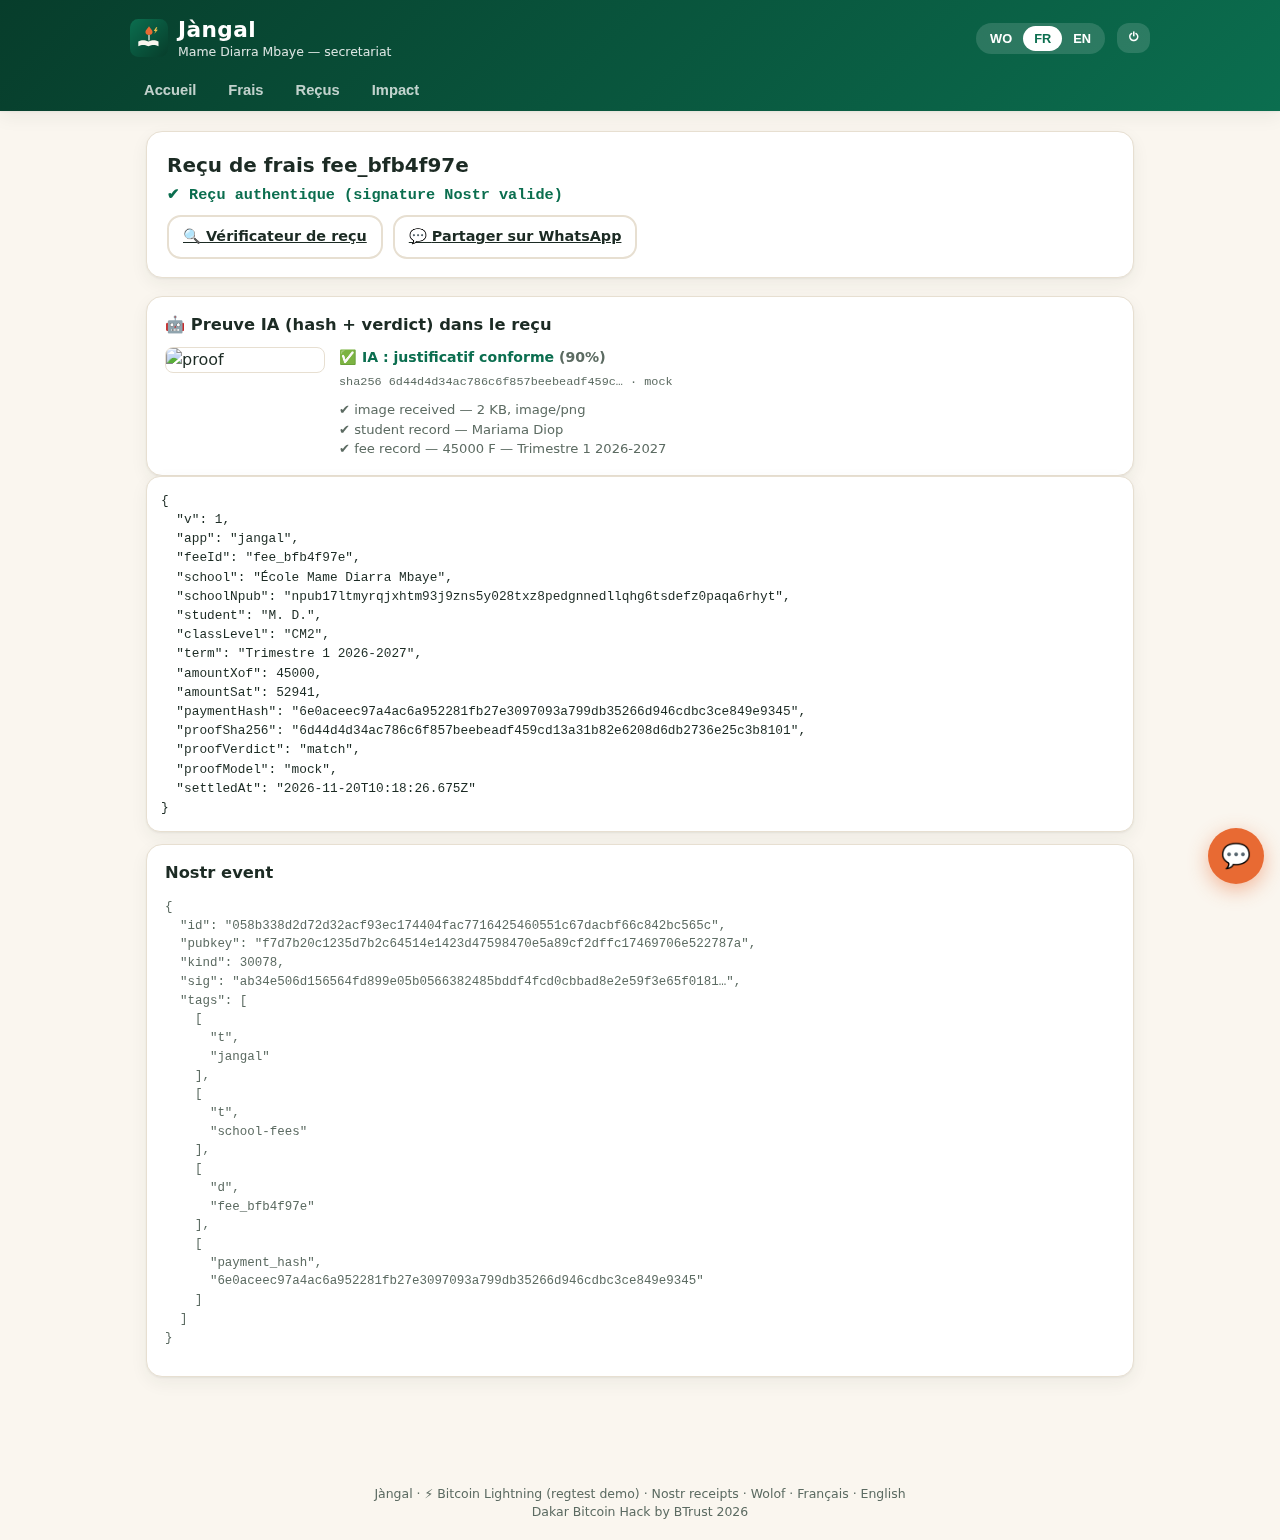 Jàngal
Mame Diarra Mbaye — secretariat
WO FR EN
Accueil Frais Reçus Impact
Reçu de frais fee_bfb4f97e
✔ Reçu authentique (signature Nostr valide)
🔍 Vérificateur de reçu 💬 Partager sur WhatsApp
🤖 Preuve IA (hash + verdict) dans le reçu
proof
✅ IA : justificatif conforme (90%)
sha256 6d44d4d34ac786c6f857beebeadf459c… · mock
✔ image received — 2 KB, image/png
✔ student record — Mariama Diop
✔ fee record — 45000 F — Trimestre 1 2026-2027
{
"v": 1,
"app": "jangal",
"feeId": "fee_bfb4f97e",
"school": "École Mame Diarra Mbaye",
"schoolNpub": "npub17ltmyrqjxhtm93j9zns5y028txz8pedgnnedllqhg6tsdefz0paqa6rhyt",
"student": "M. D.",
"classLevel": "CM2",
"term": "Trimestre 1 2026-2027",
"amountXof": 45000,
"amountSat": 52941,
"paymentHash": "6e0aceec97a4ac6a952281fb27e3097093a799db35266d946cdbc3ce849e9345",
"proofSha256": "6d44d4d34ac786c6f857beebeadf459cd13a31b82e6208d6db2736e25c3b8101",
"proofVerdict": "match",
"proofModel": "mock",
"settledAt": "2026-11-20T10:18:26.675Z"
}
Nostr event
{
"id": "058b338d2d72d32acf93ec174404fac7716425460551c67dacbf66c842bc565c",
"pubkey": "f7d7b20c1235d7b2c64514e1423d47598470e5a89cf2dffc17469706e522787a",
"kind": 30078,
"sig": "ab34e506d156564fd899e05b0566382485bddf4fcd0cbbad8e2e59f3e65f0181…",
"tags": [
[
"t",
"jangal"
],
[
"t",
"school-fees"
],
[
"d",
"fee_bfb4f97e"
],
[
"payment_hash",
"6e0aceec97a4ac6a952281fb27e3097093a799db35266d946cdbc3ce849e9345"
]
]
}
Jàngal · ⚡ Bitcoin Lightning (regtest demo) · Nostr receipts · Wolof · Français · English
Dakar Bitcoin Hack by BTrust 2026